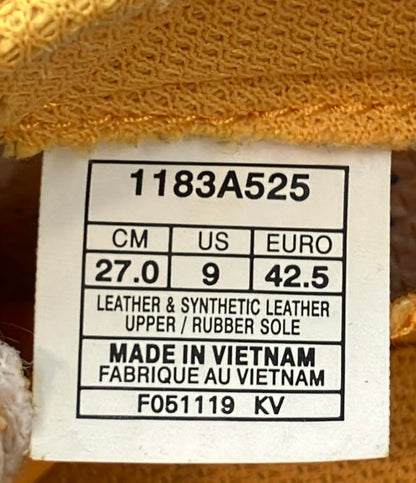 1183A525
CM US EURO
27.0 9 42.5
LEATHER & SYNTHETIC LEATHER
UPPER / RUBBER SOLE
MADE IN VIETNAM
FABRIQUE AU VIETNAM
F051119 KV